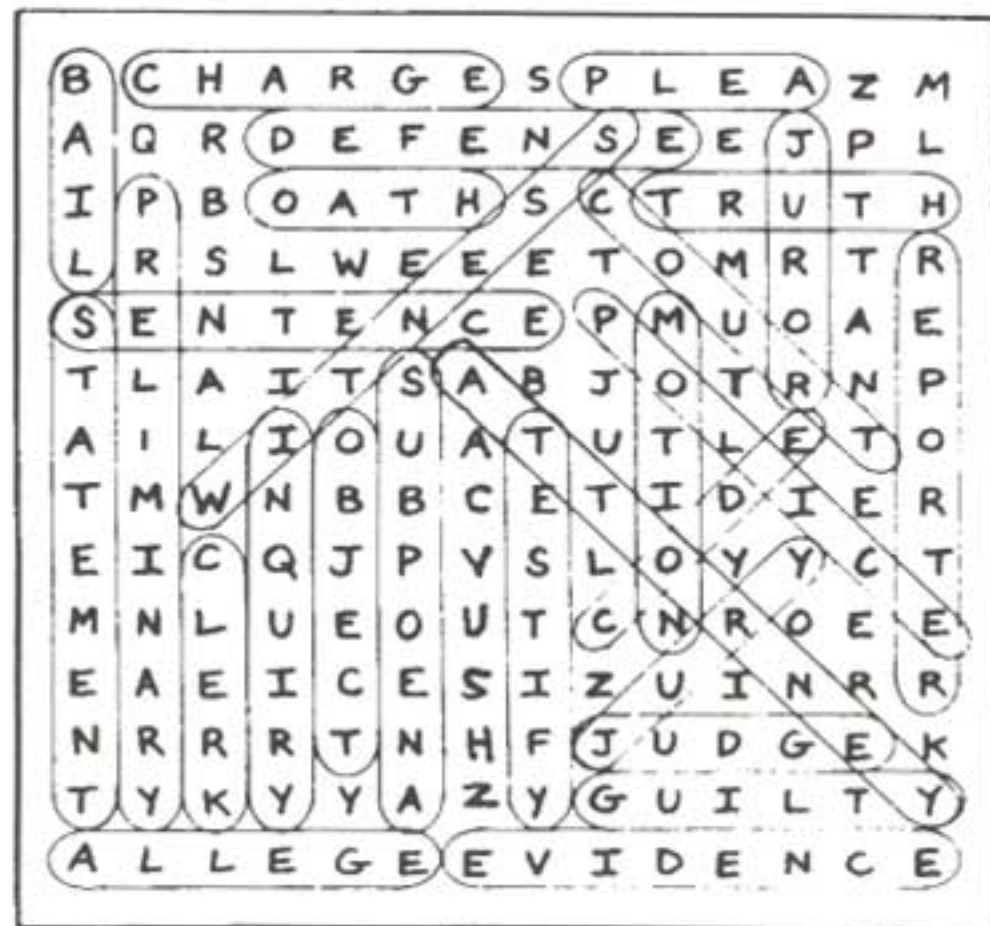 B C H A R G E S P L E A Z M
A Q R D E F E N S E E J P L
I P B O A T H S C T R U T H
L R S L W E E E T O M R T R
S E N T E N C E P M U O A E
T L A I T S A B J O T R N P
A I L I O U A T U T L E T O
T M W N B B C E T I D I E R
E I C Q J P V S L O Y Y C T
M N L U E O U T C N R O E E
E A E I C E S I Z U I N R R
N R R R T N H F J U D G E K
T Y K Y Y A Z Y G U I L T Y
A L L E G E E V I D E N C E